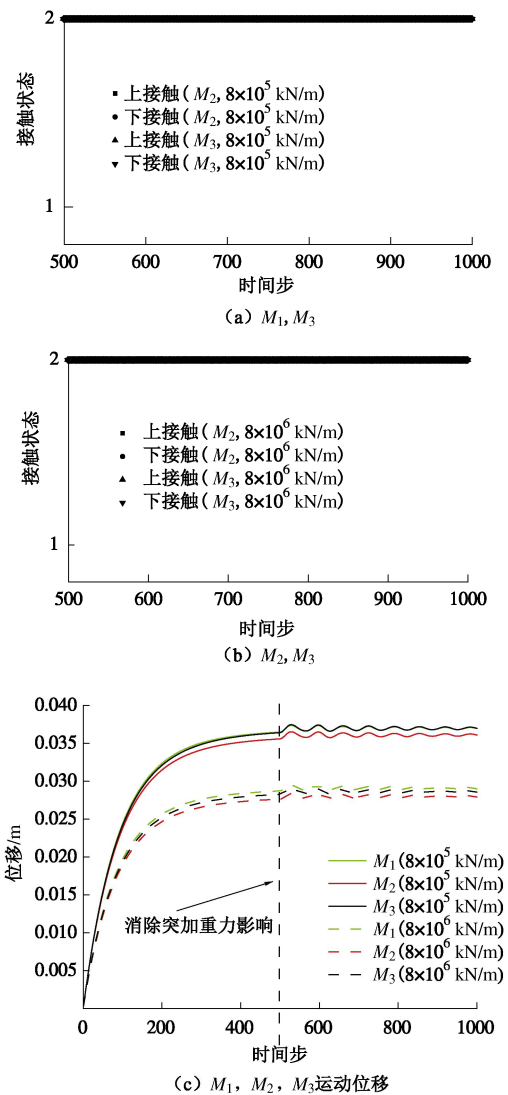 2
接触状态
上接触( M₂, 8×10⁵ kN/m)
下接触( M₂, 8×10⁵ kN/m)
上接触( M₃, 8×10⁵ kN/m)
下接触( M₃, 8×10⁵ kN/m)
1
500 600 700 800 900 1000
时间步
（a）M₁, M₃
2
接触状态
上接触( M₂, 8×10⁶ kN/m)
下接触( M₂, 8×10⁶ kN/m)
上接触( M₃, 8×10⁶ kN/m)
下接触( M₃, 8×10⁶ kN/m)
1
500 600 700 800 900 1000
时间步
（b）M₂, M₃
0.040
0.035
0.030
0.025
0.020
0.015
0.010
0.005
位移/m
消除突加重力影响
M₁(8×10⁵ kN/m)
M₂(8×10⁵ kN/m)
M₃(8×10⁵ kN/m)
M₁(8×10⁶ kN/m)
M₂(8×10⁶ kN/m)
M₃(8×10⁶ kN/m)
0 200 400 600 800 1000
时间步
（c）M₁，M₂，M₃运动位移